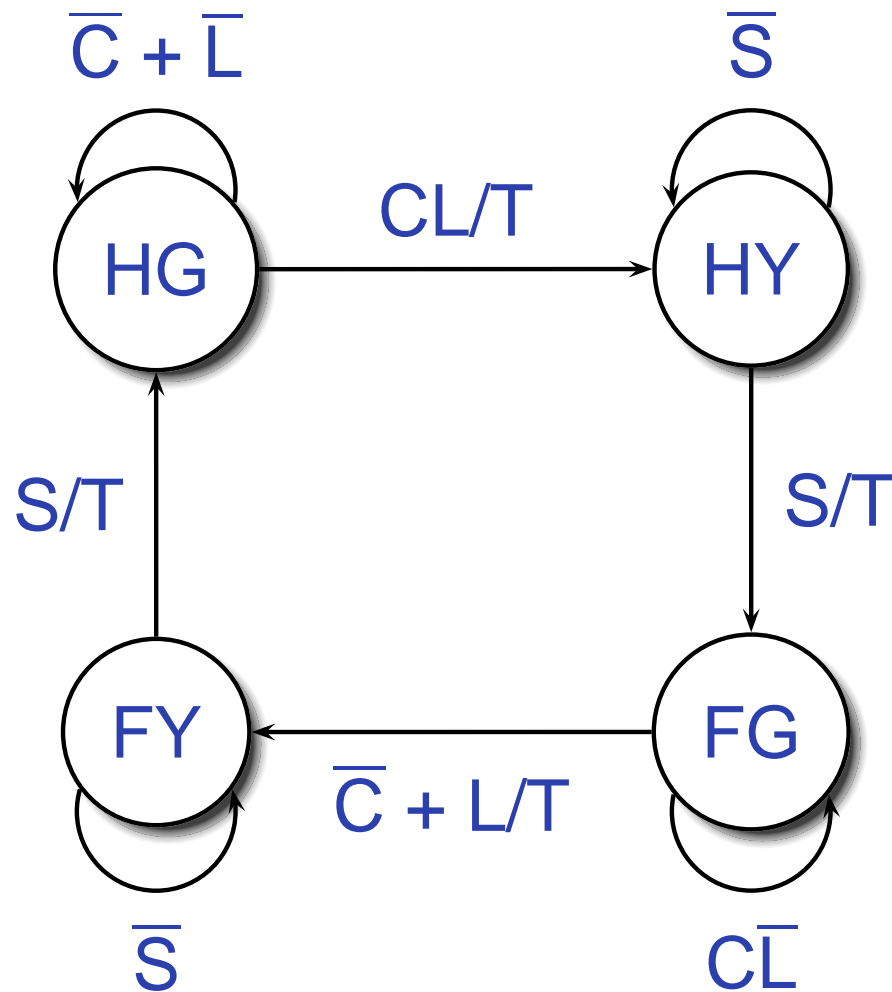 C̅ + L̅
S̅
CL/T
HG
HY
S/T
S/T
FY
FG
C̅ + L/T
S̅
CL̅